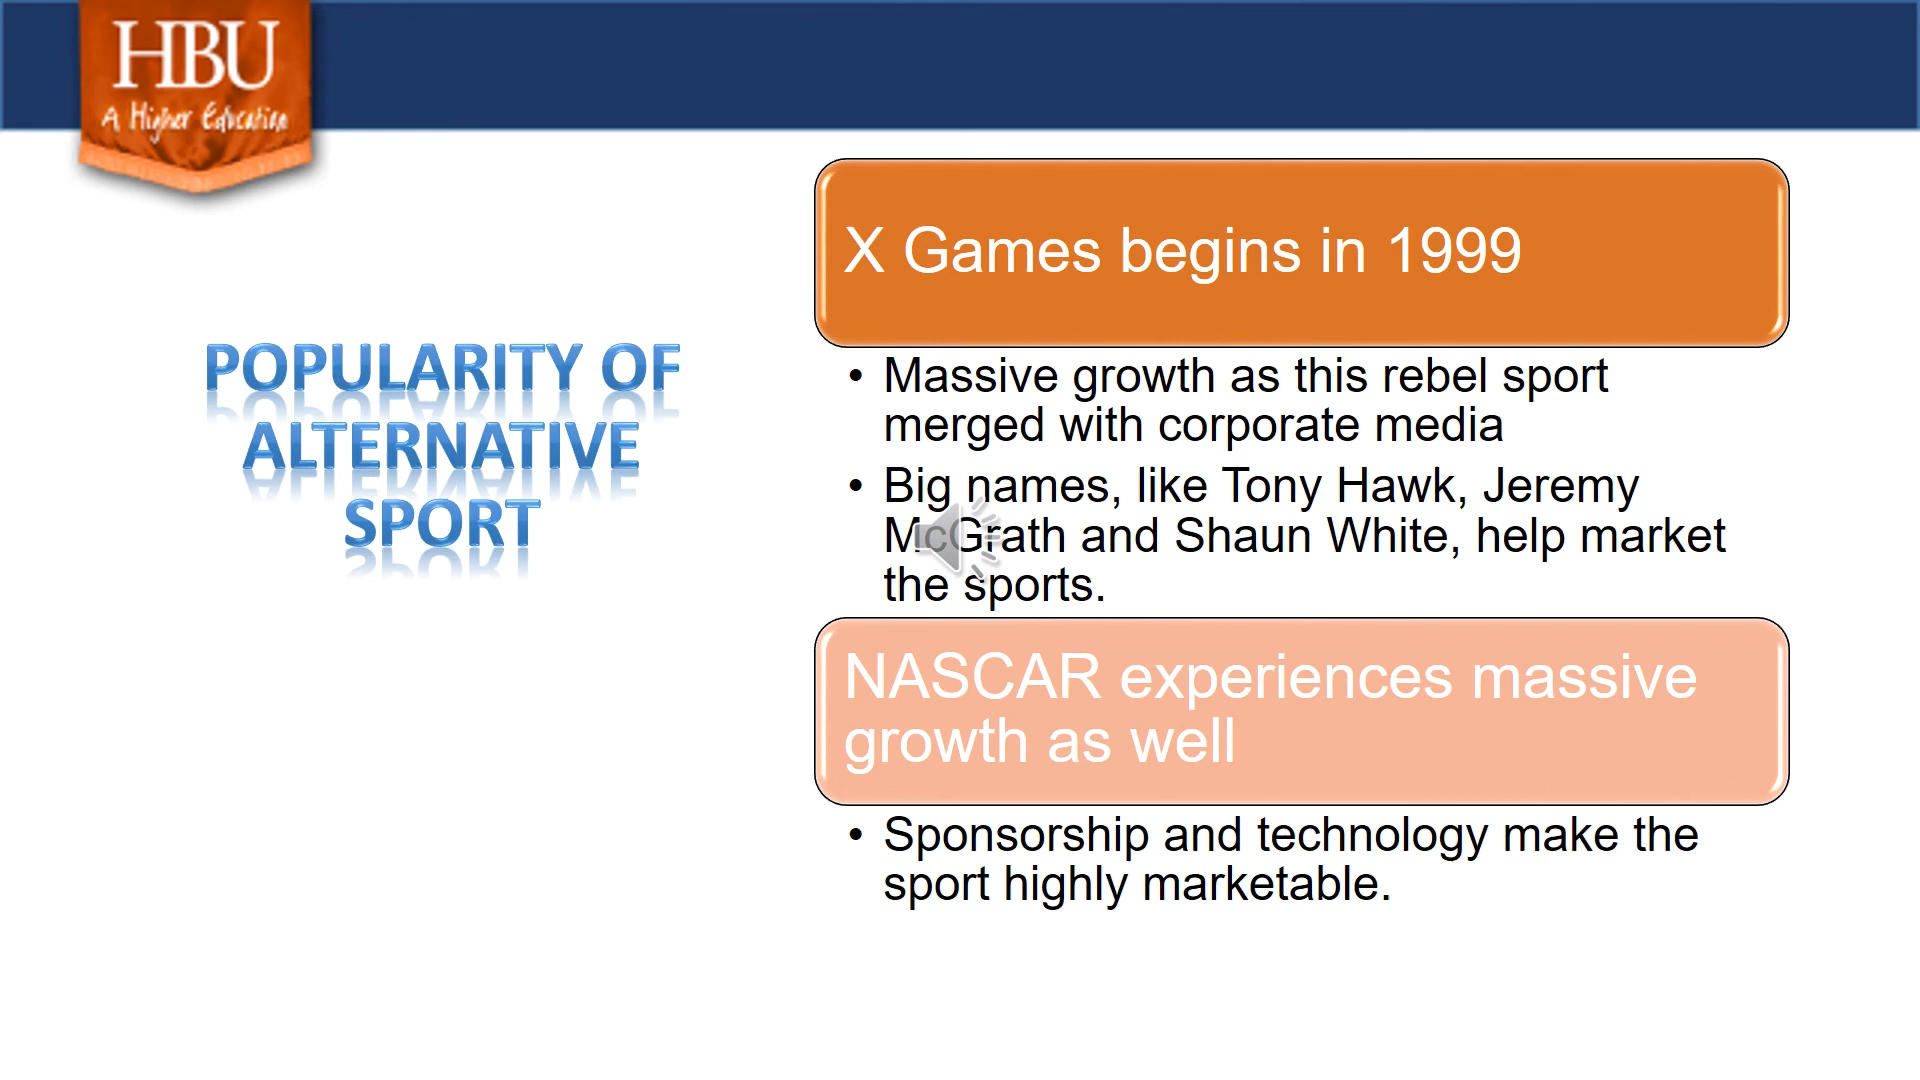 HBU
A Higher Education
POPULARITY OF
ALTERNATIVE
SPORT
X Games begins in 1999
• Massive growth as this rebel sport
merged with corporate media
• Big names, like Tony Hawk, Jeremy
McGrath and Shaun White, help market
the sports.
NASCAR experiences massive
growth as well
• Sponsorship and technology make the
sport highly marketable.